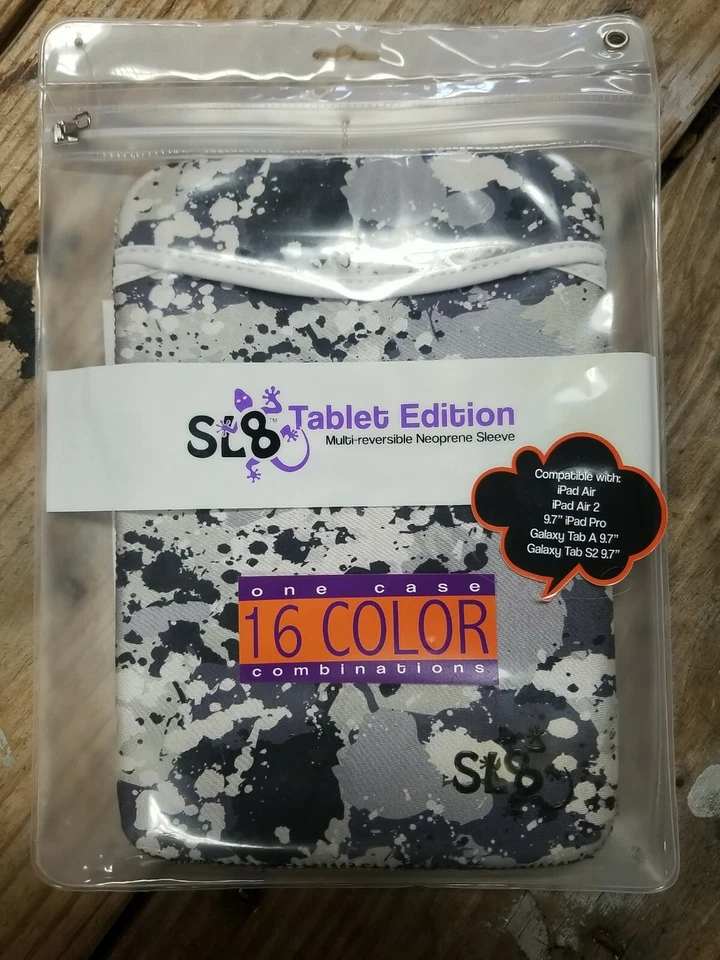 SL8™ Tablet Edition
Multi-reversible Neoprene Sleeve
Compatible with:
iPad Air
iPad Air 2
9.7" iPad Pro
Galaxy Tab A 9.7"
Galaxy Tab S2 9.7"
one case
16 COLOR
combinations
SL8